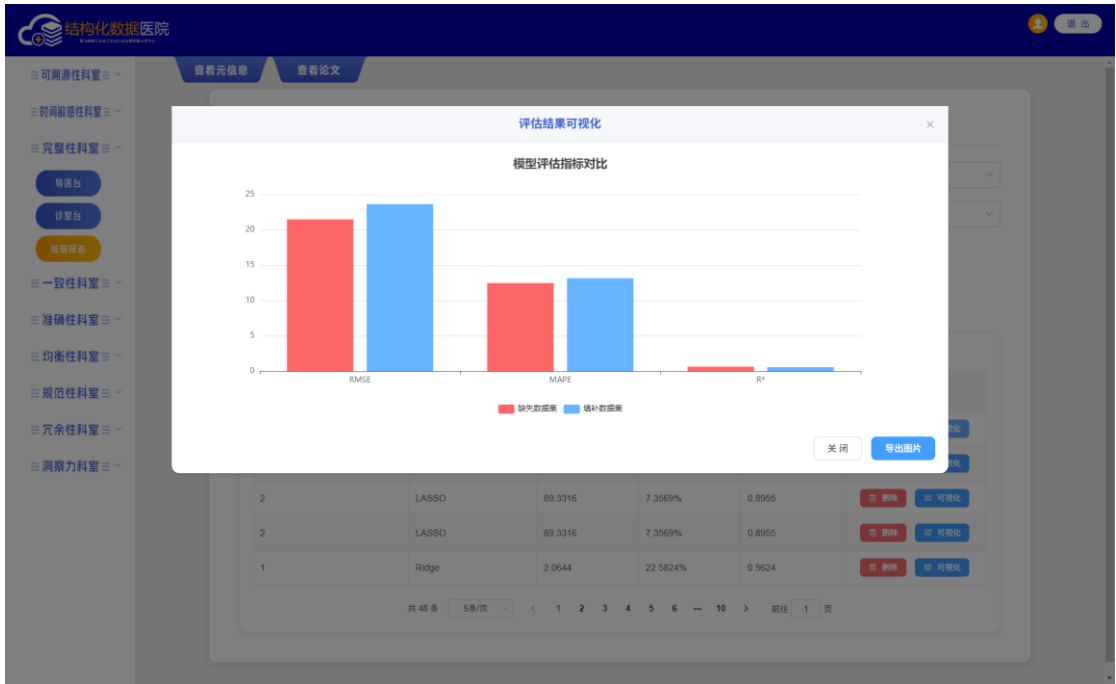 结构化数据医院
退 出
可溯源性科室
查看元信息
查看论文
时间敏感性科室
评估结果可视化
完整性科室
模型评估指标对比
导医台
诊室台
检查报告
25
20
15
10
5
0
RMSE
MAPE
R²
缺失数据集
填补数据集
一致性科室
准确性科室
均衡性科室
规范性科室
冗余性科室
洞察力科室
关 闭
导出图片
2 LASSO 89.3316 7.3569% 0.8955 删除 可视化
2 LASSO 89.3316 7.3569% 0.8955 删除 可视化
1 Ridge 2.0644 22.5824% 0.5624 删除 可视化
共 48 条 5条/页 < 1 2 3 4 5 6 ··· 10 > 前往 1 页